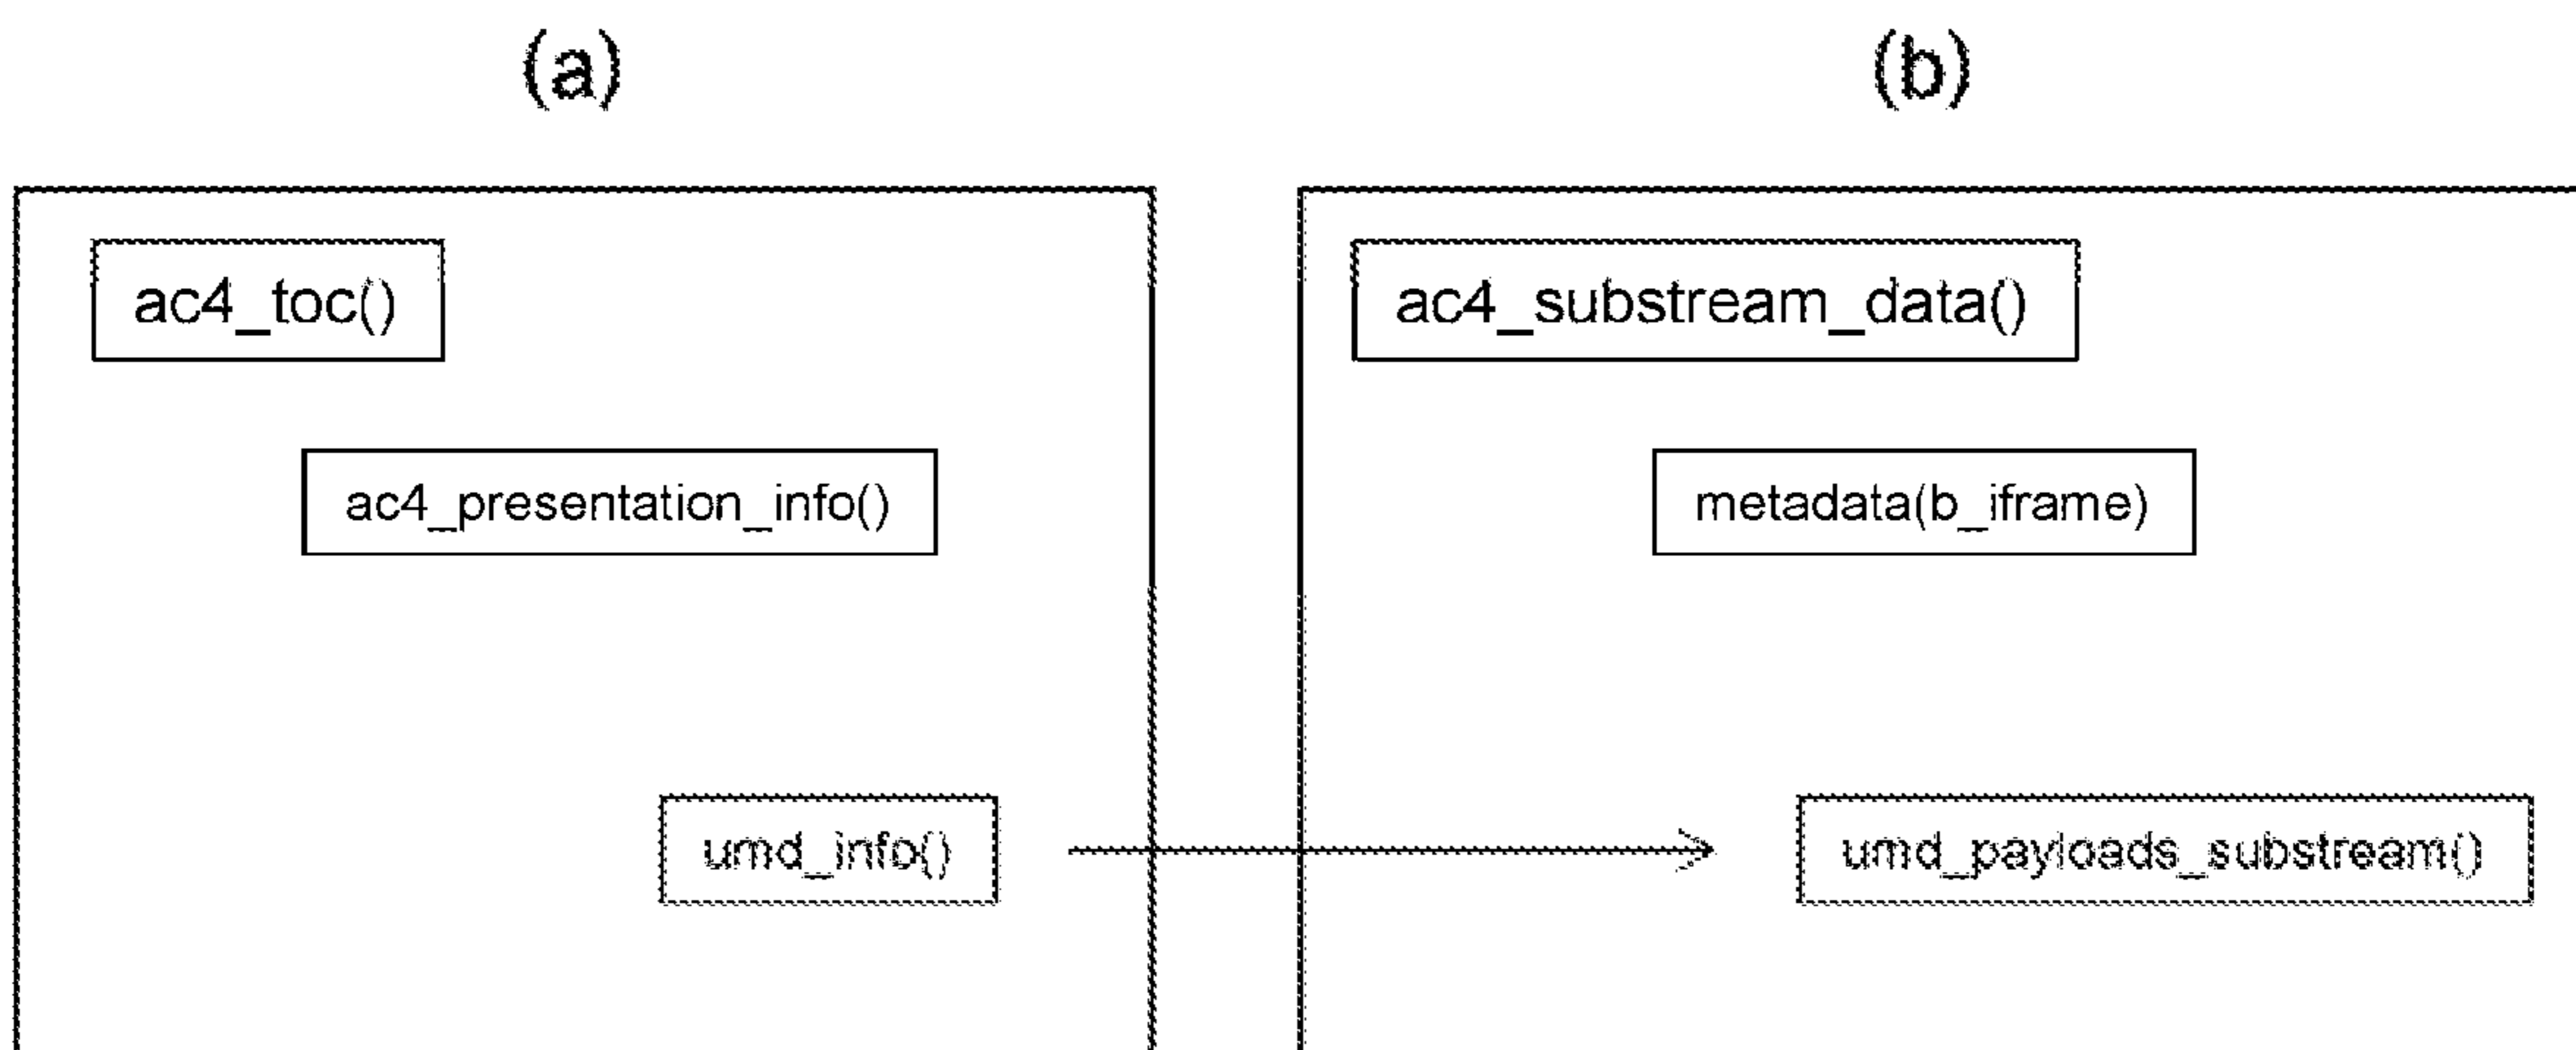 (a)
(b)
ac4_toc()
ac4_presentation_info()
umd_info()
ac4_substream_data()
metadata(b_iframe)
umd_payloads_substream()